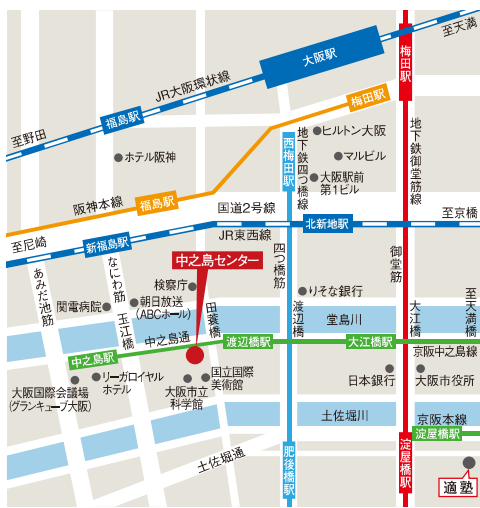 至天満
大阪駅
梅田駅
JR大阪環状線
梅田駅
福島駅
至野田
ヒルトン大阪
地下鉄四つ橋線
地下鉄御堂筋線
西梅田駅
マルビル
ホテル阪神
大阪駅前
第1ビル
阪神本線
福島駅
国道2号線
至京橋
北新地駅
至尼崎
新福島駅
JR東西線
四つ橋筋
御堂筋
中之島センター
あみだ池筋
なにわ筋
検察庁
りそな銀行
至天満橋
関電病院
朝日放送
(ABCホール)
田蓑橋
渡辺橋
大江橋
堂島川
玉江橋
中之島通
渡辺橋駅
大江橋駅
中之島駅
京阪中之島線
大阪国際会議場
(グランキューブ大阪)
リーガロイヤル
ホテル
大阪市立
科学館
国立国際
美術館
日本銀行
大阪市役所
土佐堀川
京阪本線
淀屋橋駅
淀屋橋駅
土佐堀通
肥後橋駅
適塾